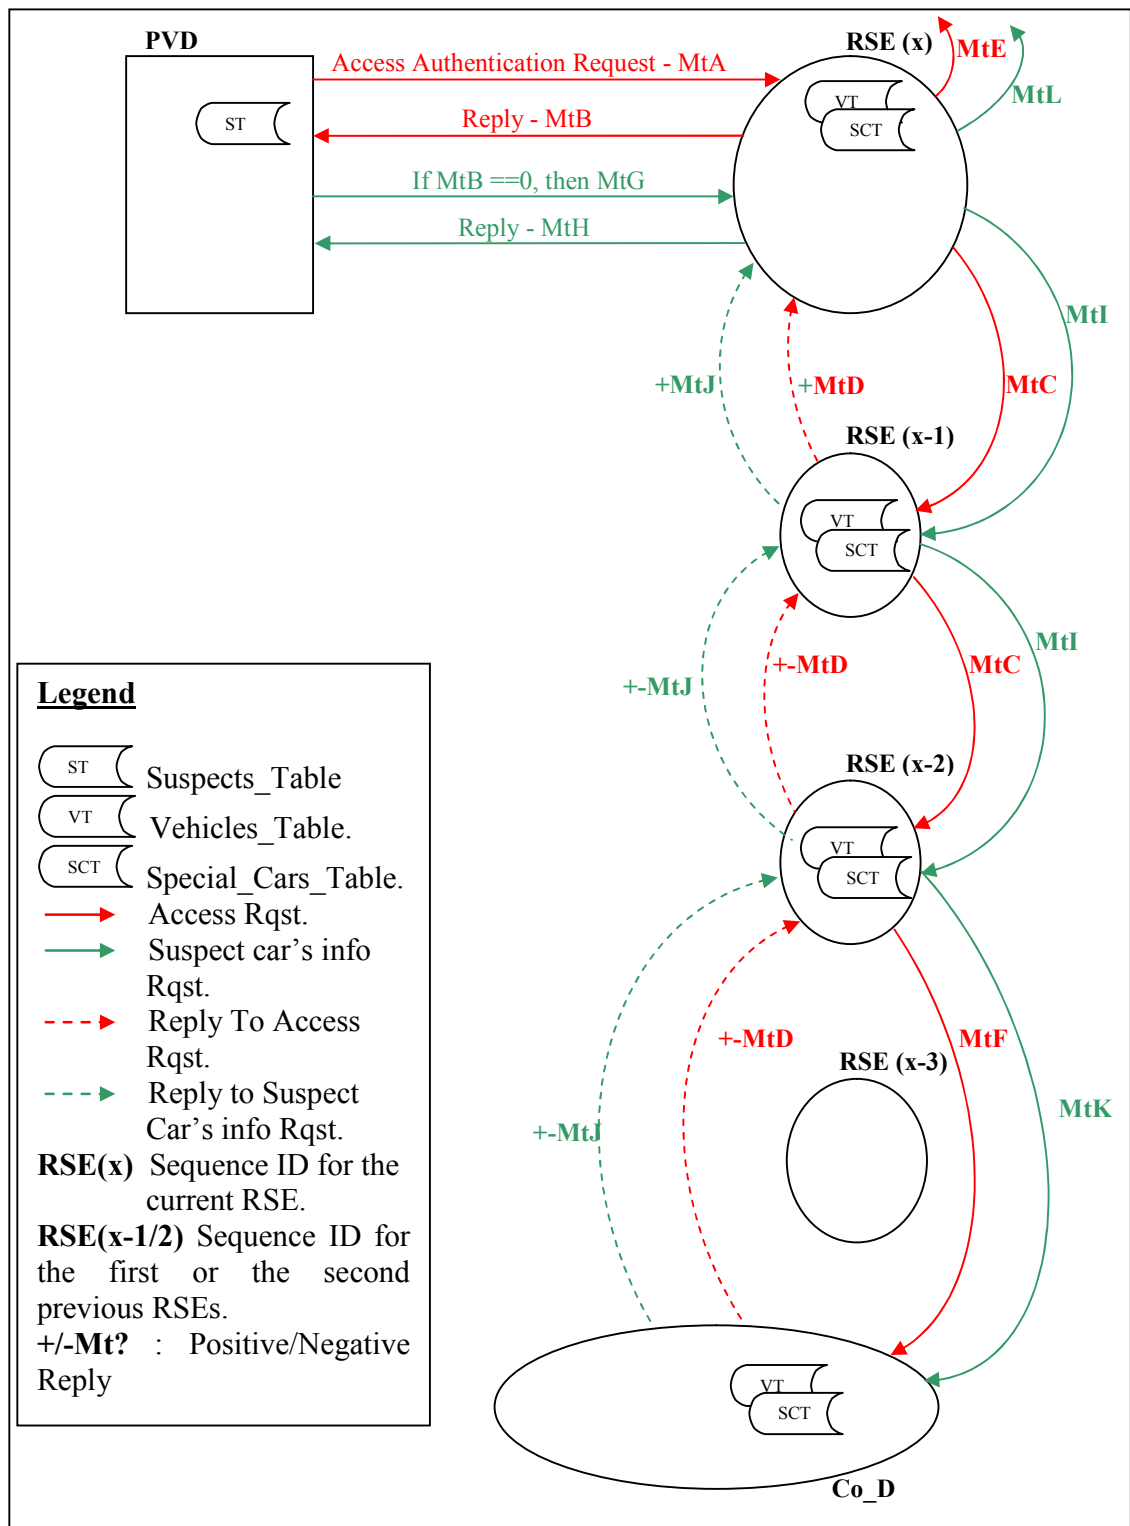 PVD
RSE (x)
MtE
MtL
Access Authentication Request - MtA
VT
SCT
ST
Reply - MtB
If MtB ==0, then MtG
Reply - MtH
MtI
+MtJ
+MtD
MtC
RSE (x-1)
VT
SCT
+-MtJ
+-MtD
MtC
MtI
RSE (x-2)
VT
SCT
+-MtD
MtF
RSE (x-3)
MtK
+-MtJ
VT
SCT
Co_D
Legend
ST Suspects_Table
VT Vehicles_Table.
SCT Special_Cars_Table.
Access Rqst.
Suspect car's info
Rqst.
Reply To Access
Rqst.
Reply to Suspect
Car's info Rqst.
RSE(x) Sequence ID for the
current RSE.
RSE(x-1/2) Sequence ID for
the first or the second
previous RSEs.
+/-Mt? : Positive/Negative
Reply